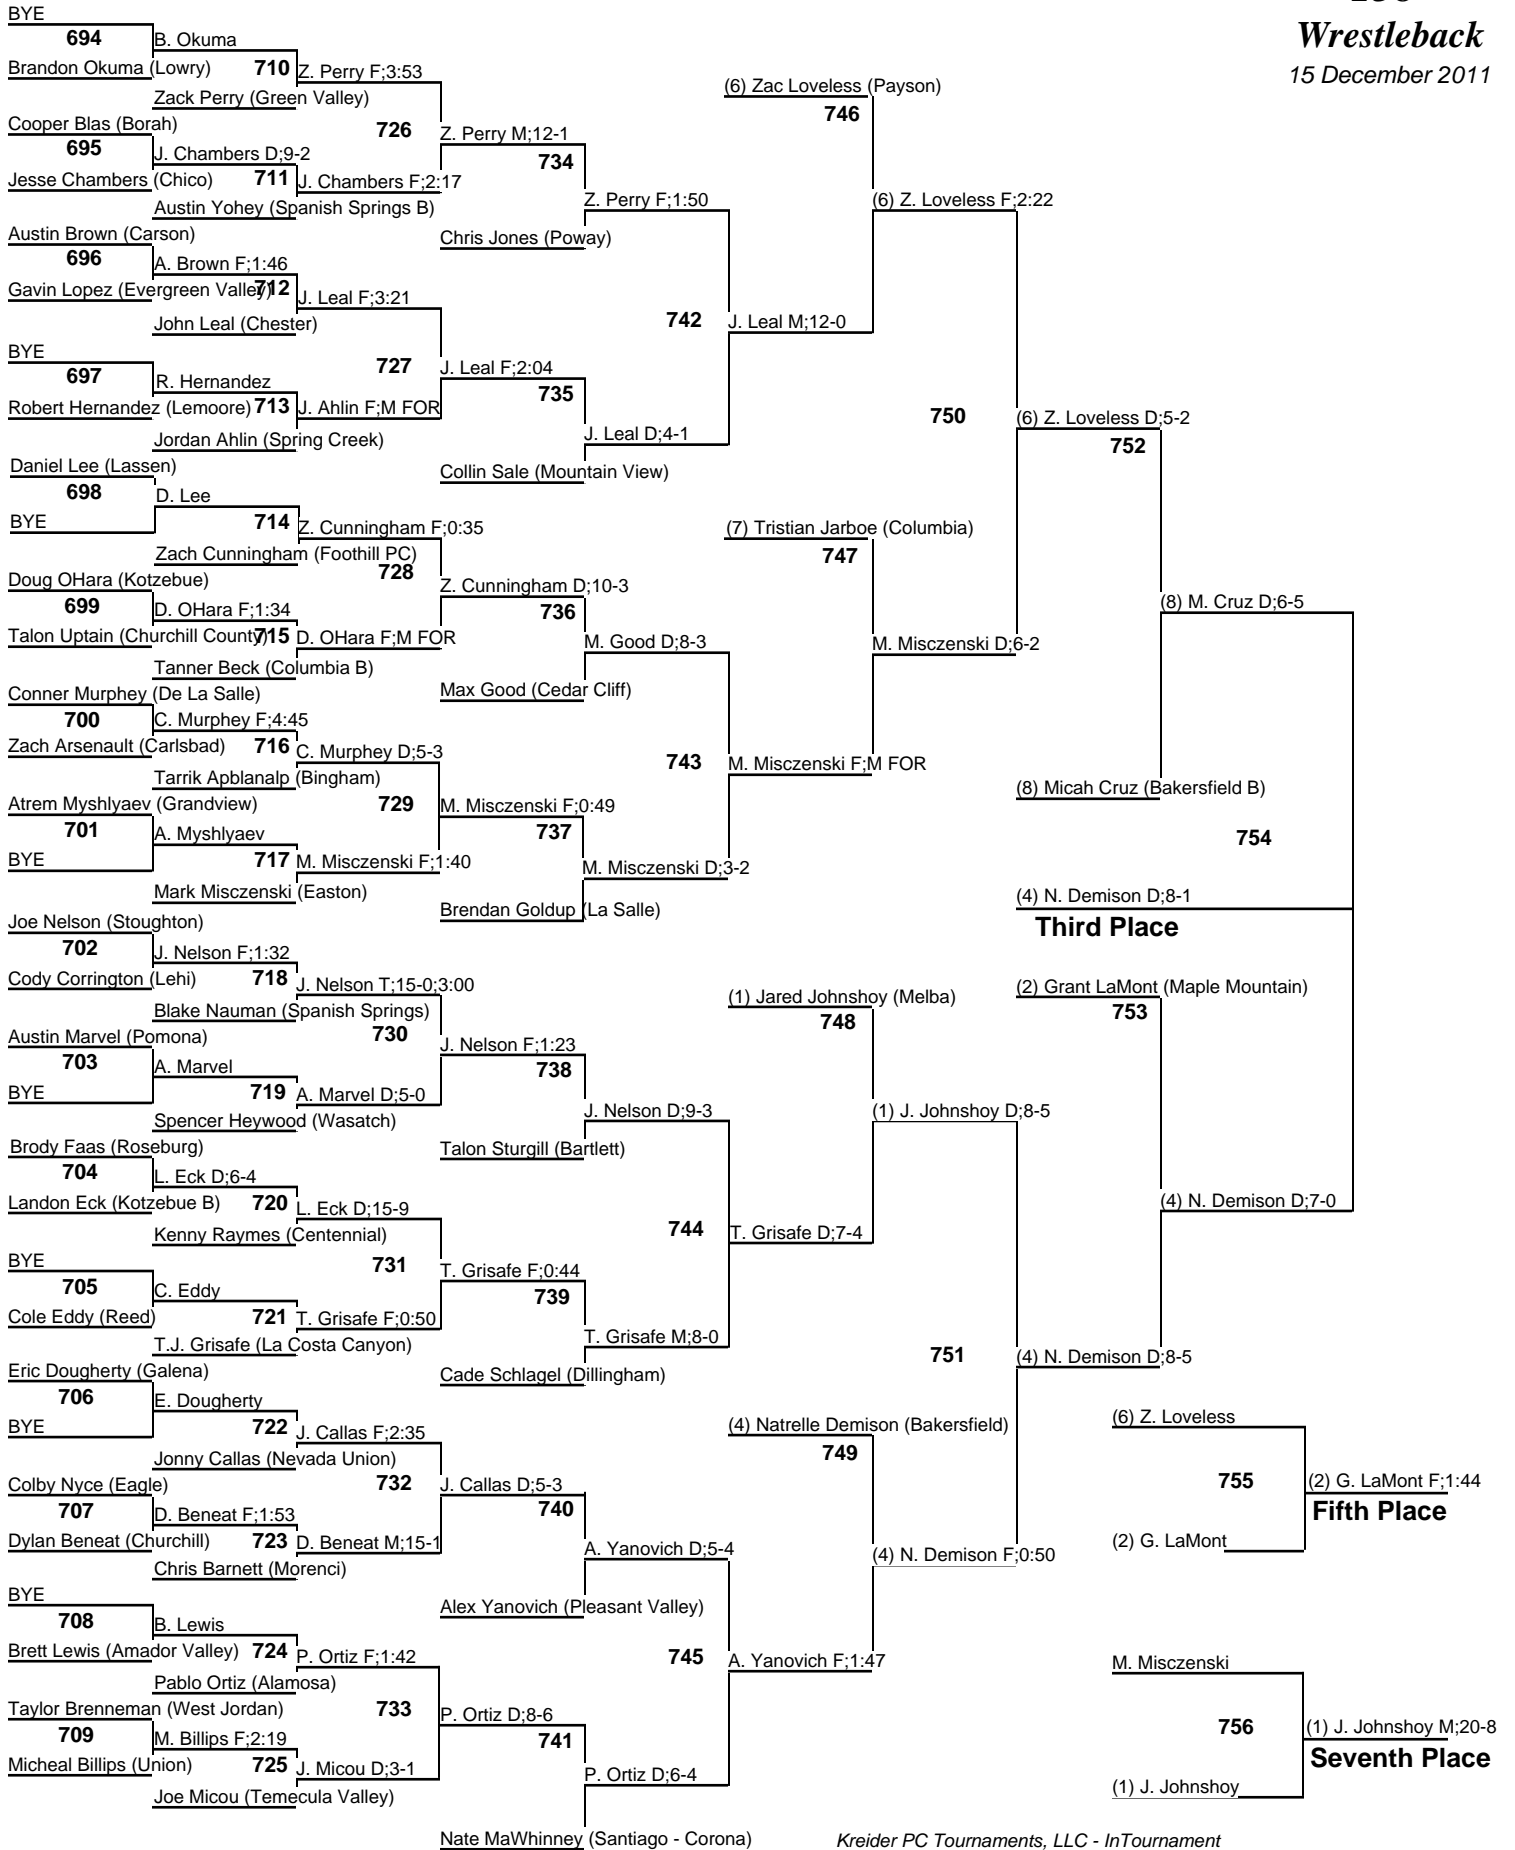 Wrestleback
15 December 2011
BYE
694
B. Okuma
Brandon Okuma (Lowry)
710
Z. Perry F;3:53
Zack Perry (Green Valley)
726
Z. Perry M;12-1
Cooper Blas (Borah)
695
J. Chambers D;9-2
Jesse Chambers (Chico)
711
J. Chambers F;2:17
Austin Yohey (Spanish Springs B)
734
Z. Perry F;1:50
Chris Jones (Poway)
Austin Brown (Carson)
696
A. Brown F;1:46
Gavin Lopez (Evergreen Valley)
712
J. Leal F;3:21
John Leal (Chester)
727
J. Leal F;2:04
BYE
697
R. Hernandez
Robert Hernandez (Lemoore)
713
J. Ahlin F;M FOR
Jordan Ahlin (Spring Creek)
735
J. Leal D;4-1
Collin Sale (Mountain View)
742
J. Leal M;12-0
(6) Zac Loveless (Payson)
746
(6) Z. Loveless F;2:22
Daniel Lee (Lassen)
698
D. Lee
BYE
714
Z. Cunningham F;0:35
Zach Cunningham (Foothill PC)
728
Z. Cunningham D;10-3
Doug OHara (Kotzebue)
699
D. OHara F;1:34
Talon Uptain (Churchill County)
715
D. OHara F;M FOR
Tanner Beck (Columbia B)
736
M. Good D;8-3
Max Good (Cedar Cliff)
Conner Murphey (De La Salle)
700
C. Murphey F;4:45
Zach Arsenault (Carlsbad)
716
C. Murphey D;5-3
Tarrik Apblanalp (Bingham)
729
M. Misczenski F;0:49
Atrem Myshlyaev (Grandview)
701
A. Myshlyaev
BYE
717
M. Misczenski F;1:40
Mark Misczenski (Easton)
737
M. Misczenski D;3-2
Brendan Goldup (La Salle)
743
M. Misczenski F;M FOR
(7) Tristian Jarboe (Columbia)
747
M. Misczenski D;6-2
750
(6) Z. Loveless D;5-2
752
(8) M. Cruz D;6-5
(8) Micah Cruz (Bakersfield B)
754
(4) N. Demison D;8-1
Third Place
Joe Nelson (Stoughton)
702
J. Nelson F;1:32
Cody Corrington (Lehi)
718
J. Nelson T;15-0;3:00
Blake Nauman (Spanish Springs)
730
J. Nelson F;1:23
Austin Marvel (Pomona)
703
A. Marvel
BYE
719
A. Marvel D;5-0
Spencer Heywood (Wasatch)
738
J. Nelson D;9-3
Talon Sturgill (Bartlett)
Brody Faas (Roseburg)
704
L. Eck D;6-4
Landon Eck (Kotzebue B)
720
L. Eck D;15-9
Kenny Raymes (Centennial)
731
T. Grisafe F;0:44
BYE
705
C. Eddy
Cole Eddy (Reed)
721
T. Grisafe F;0:50
T.J. Grisafe (La Costa Canyon)
739
T. Grisafe M;8-0
Cade Schlagel (Dillingham)
744
T. Grisafe D;7-4
(1) Jared Johnshoy (Melba)
748
(1) J. Johnshoy D;8-5
(2) Grant LaMont (Maple Mountain)
753
(4) N. Demison D;7-0
Eric Dougherty (Galena)
706
E. Dougherty
BYE
722
J. Callas F;2:35
Jonny Callas (Nevada Union)
732
J. Callas D;5-3
Colby Nyce (Eagle)
707
D. Beneat F;1:53
Dylan Beneat (Churchill)
723
D. Beneat M;15-1
Chris Barnett (Morenci)
740
A. Yanovich D;5-4
Alex Yanovich (Pleasant Valley)
BYE
708
B. Lewis
Brett Lewis (Amador Valley)
724
P. Ortiz F;1:42
Pablo Ortiz (Alamosa)
733
P. Ortiz D;8-6
Taylor Brenneman (West Jordan)
709
M. Billips F;2:19
Micheal Billips (Union)
725
J. Micou D;3-1
Joe Micou (Temecula Valley)
741
P. Ortiz D;6-4
Nate MaWhinney (Santiago - Corona)
745
A. Yanovich F;1:47
(4) Natrelle Demison (Bakersfield)
749
(4) N. Demison F;0:50
751
(4) N. Demison D;8-5
(6) Z. Loveless
755
(2) G. LaMont F;1:44
Fifth Place
(2) G. LaMont
M. Misczenski
756
(1) J. Johnshoy M;20-8
Seventh Place
(1) J. Johnshoy
Kreider PC Tournaments, LLC - InTournament